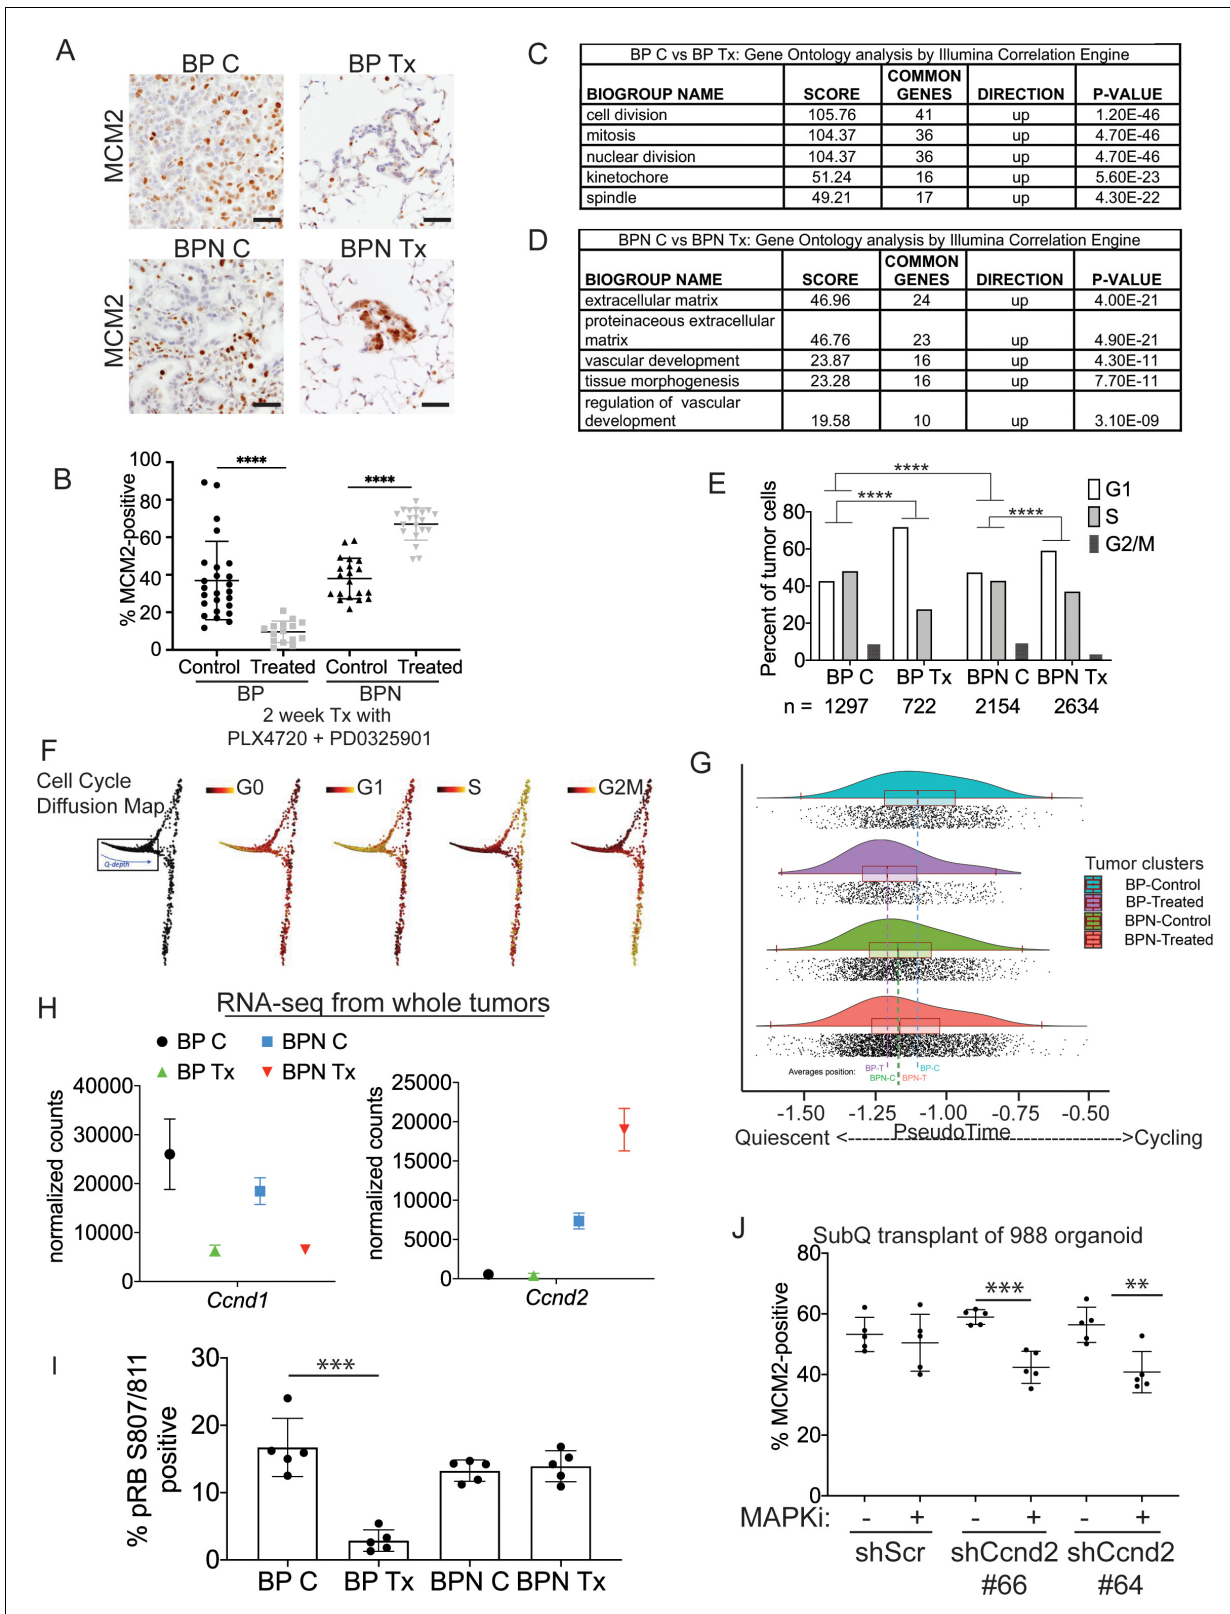 A
BP C
BP Tx
MCM2
BPN C
BPN Tx
MCM2
B
% MCM2-positive
100
80
60
40
20
0
****
****
Control Treated Control Treated
BP
BPN
2 week Tx with
PLX4720 + PD0325901
C
BP C vs BP Tx: Gene Ontology analysis by Illumina Correlation Engine
BIOGROUP NAME SCORE COMMON GENES DIRECTION P-VALUE
cell division 105.76 41 up 1.20E-46
mitosis 104.37 36 up 4.70E-46
nuclear division 104.37 36 up 4.70E-46
kinetochore 51.24 16 up 5.60E-23
spindle 49.21 17 up 4.30E-22
D
BPN C vs BPN Tx: Gene Ontology analysis by Illumina Correlation Engine
BIOGROUP NAME SCORE COMMON GENES DIRECTION P-VALUE
extracellular matrix 46.96 24 up 4.00E-21
proteinaceous extracellular
matrix 46.76 23 up 4.90E-21
vascular development 23.87 16 up 4.30E-11
tissue morphogenesis 23.28 16 up 7.70E-11
regulation of vascular
development 19.58 10 up 3.10E-09
E
Percent of tumor cells
80
60
40
20
0
****
****
****
G1
S
G2/M
BP C BP Tx BPN C BPN Tx
n = 1297 722 2154 2634
F
Cell Cycle
Diffusion Map
Q-depth
G0
G1
S
G2M
G
Tumor clusters
BP-Control
BP-Treated
BPN-Control
BPN-Treated
Averages position:
BP-T
BP-C
BPN-C
BPN-T
-1.50 -1.25 -1.00 -0.75 -0.50
PseudoTime
Quiescent <------------------------------>Cycling
H
RNA-seq from whole tumors
BP C
BPN C
BP Tx
BPN Tx
normalized counts
40000
30000
20000
10000
0
Ccnd1
normalized counts
25000
20000
15000
10000
5000
0
Ccnd2
I
% pRB S807/811
positive
30
20
10
0
***
BP C BP Tx BPN C BPN Tx
J
SubQ transplant of 988 organoid
% MCM2-positive
80
60
40
20
0
***
**
MAPKi: - + - + - +
shScr shCcnd2 shCcnd2
#66 #64